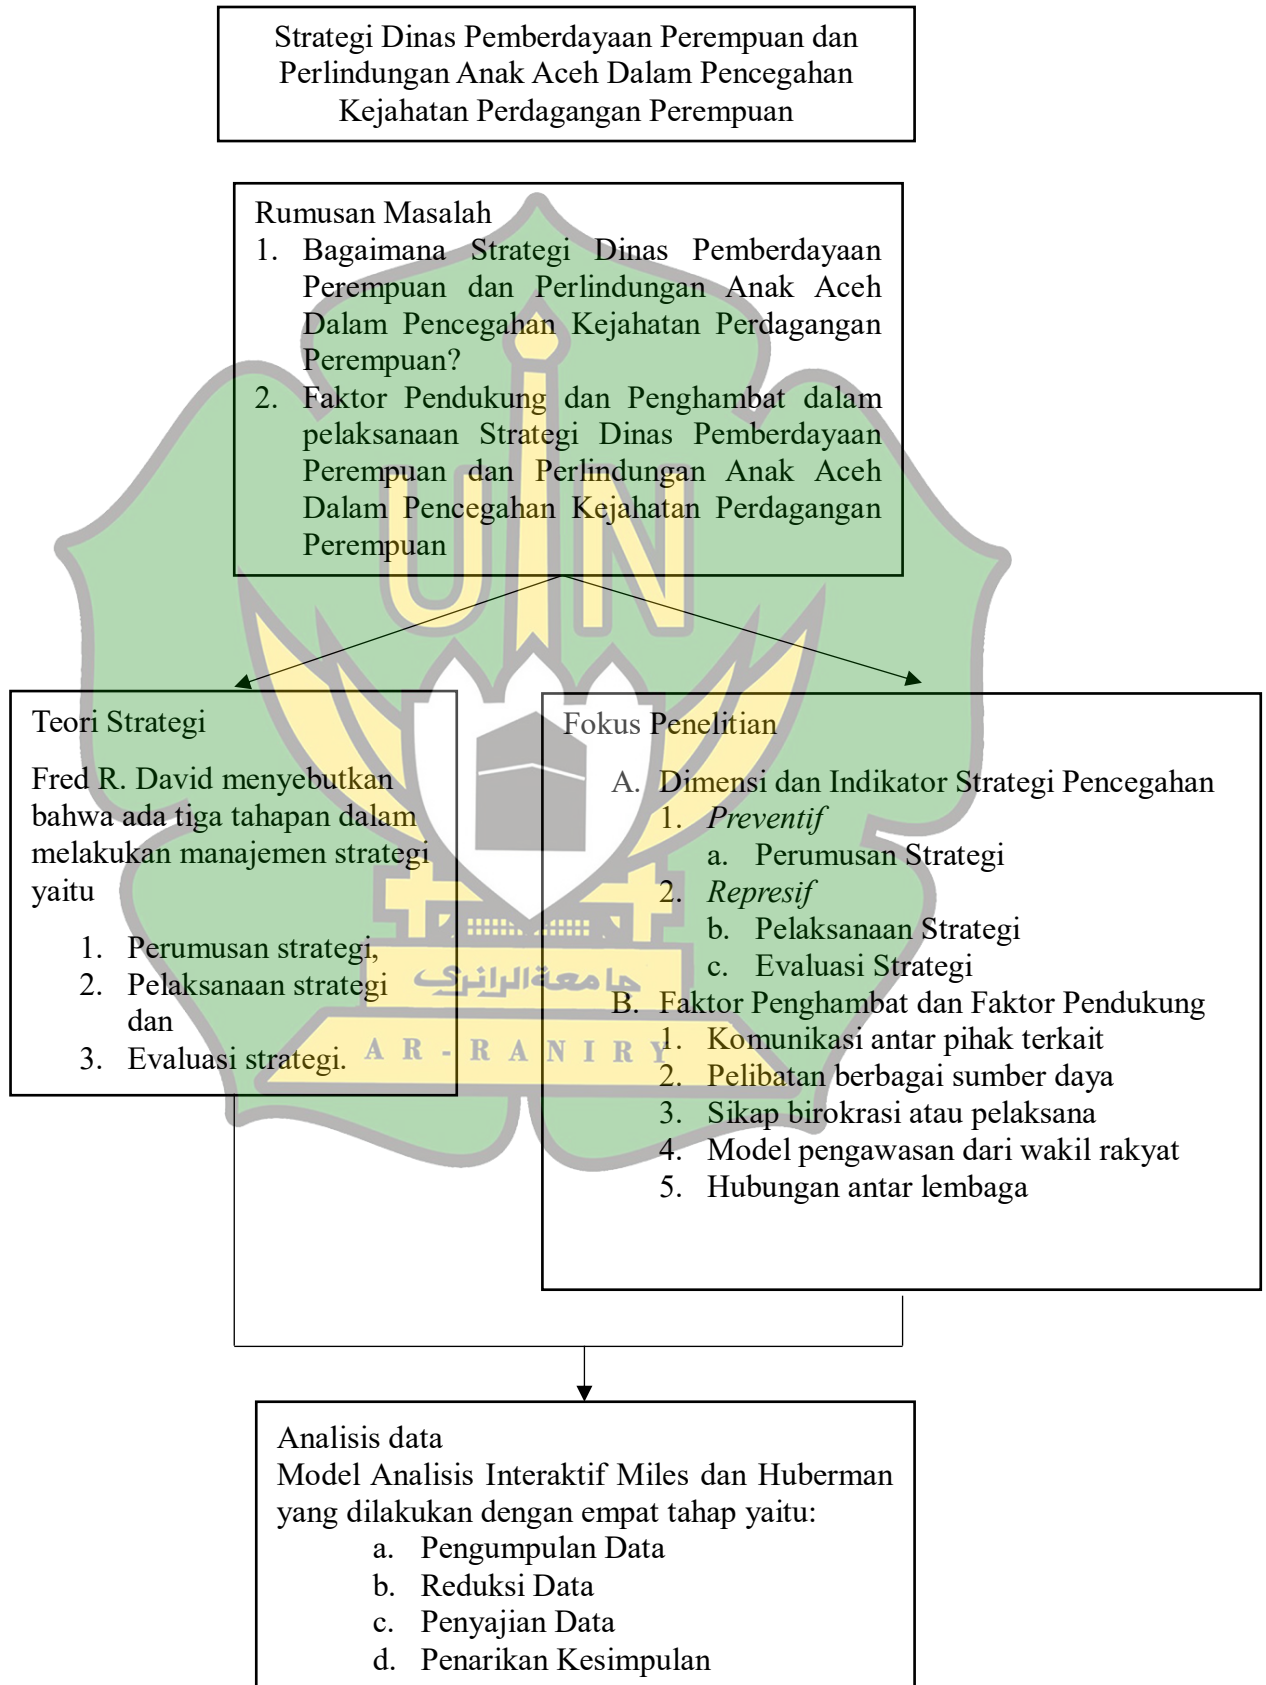 Strategi Dinas Pemberdayaan Perempuan dan
Perlindungan Anak Aceh Dalam Pencegahan
Kejahatan Perdagangan Perempuan
Rumusan Masalah
1. Bagaimana Strategi Dinas Pemberdayaan
Perempuan dan Perlindungan Anak Aceh
Dalam Pencegahan Kejahatan Perdagangan
Perempuan?
2. Faktor Pendukung dan Penghambat dalam
pelaksanaan Strategi Dinas Pemberdayaan
Perempuan dan Perlindungan Anak Aceh
Dalam Pencegahan Kejahatan Perdagangan
Perempuan
UIN
Teori Strategi
Fred R. David menyebutkan
bahwa ada tiga tahapan dalam
melakukan manajemen strategi
yaitu
1. Perumusan strategi,
2. Pelaksanaan strategi
dan
3. Evaluasi strategi.
Fokus Penelitian
A. Dimensi dan Indikator Strategi Pencegahan
1. Preventif
a. Perumusan Strategi
2. Represif
b. Pelaksanaan Strategi
c. Evaluasi Strategi
B. Faktor Penghambat dan Faktor Pendukung
1. Komunikasi antar pihak terkait
2. Pelibatan berbagai sumber daya
3. Sikap birokrasi atau pelaksana
4. Model pengawasan dari wakil rakyat
5. Hubungan antar lembaga
جامعة الرانري
AR-RANIRY
Analisis data
Model Analisis Interaktif Miles dan Huberman
yang dilakukan dengan empat tahap yaitu:
a. Pengumpulan Data
b. Reduksi Data
c. Penyajian Data
d. Penarikan Kesimpulan